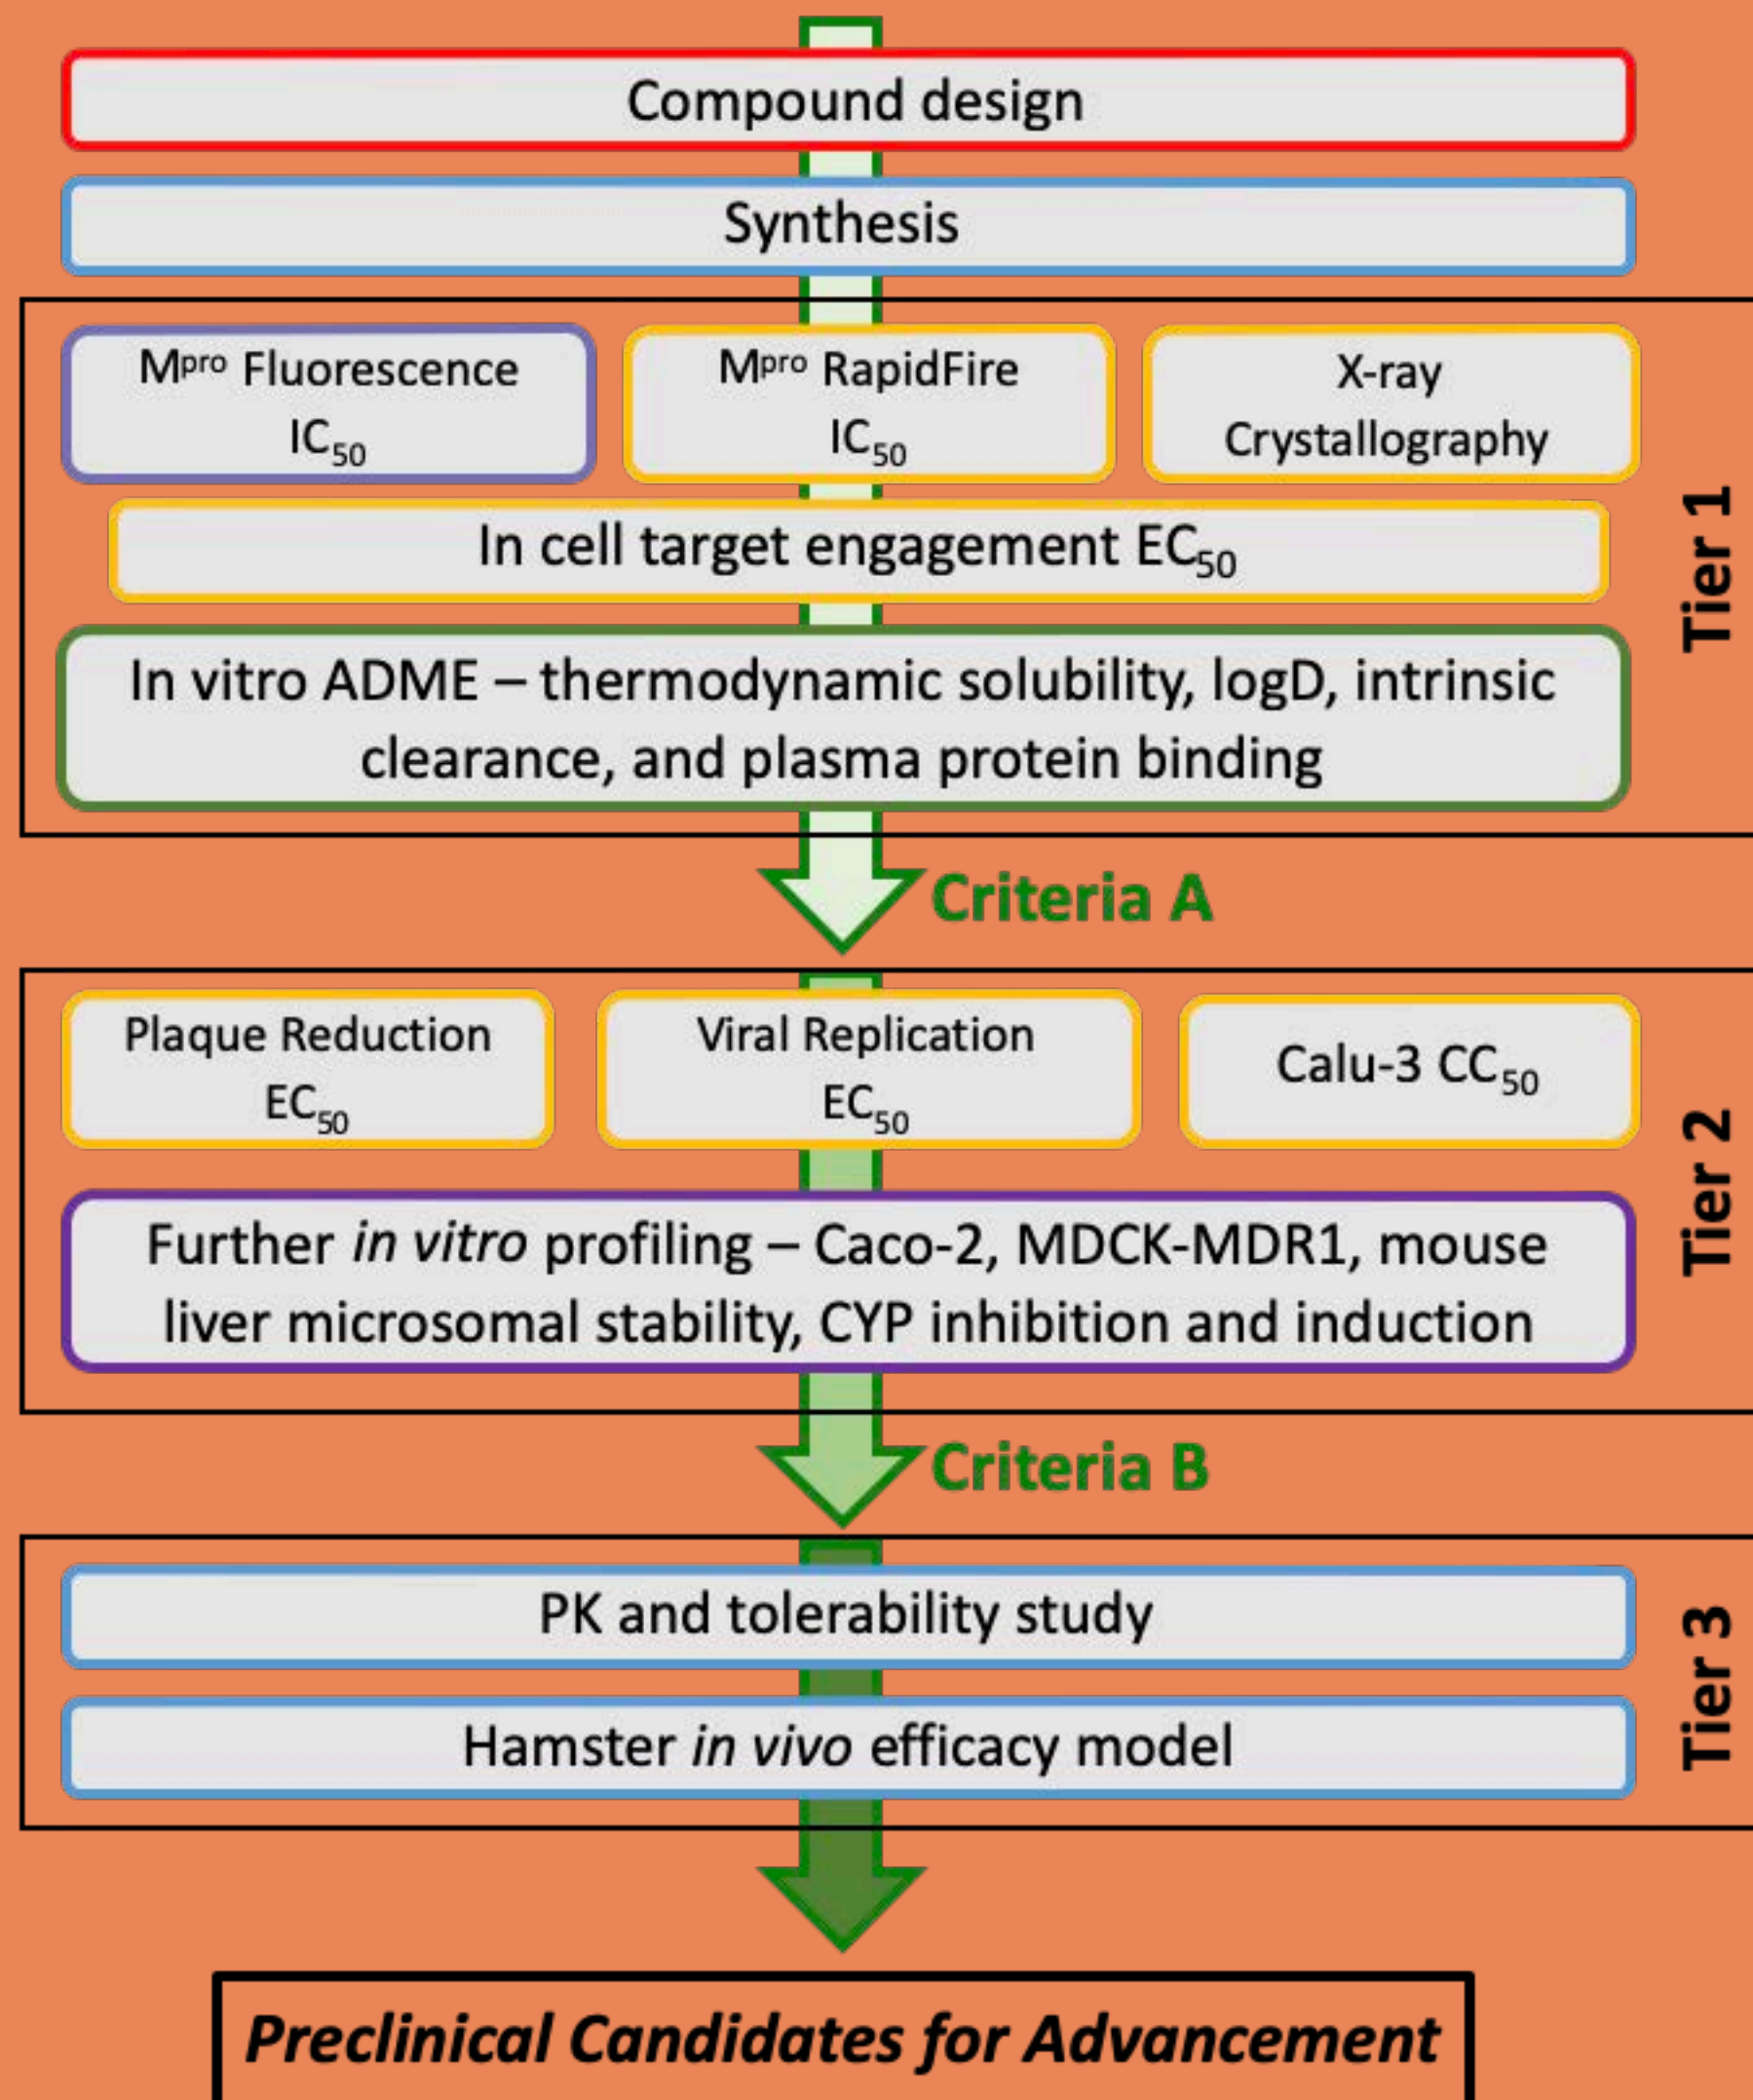 Compound design
Synthesis
Mᵖʳᵒ Fluorescence
IC₅₀
Mᵖʳᵒ RapidFire
IC₅₀
X-ray
Crystallography
In cell target engagement EC₅₀
In vitro ADME – thermodynamic solubility, logD, intrinsic
clearance, and plasma protein binding
Tier 1
Criteria A
Plaque Reduction
EC₅₀
Viral Replication
EC₅₀
Calu-3 CC₅₀
Further in vitro profiling – Caco-2, MDCK-MDR1, mouse
liver microsomal stability, CYP inhibition and induction
Tier 2
Criteria B
PK and tolerability study
Hamster in vivo efficacy model
Tier 3
Preclinical Candidates for Advancement